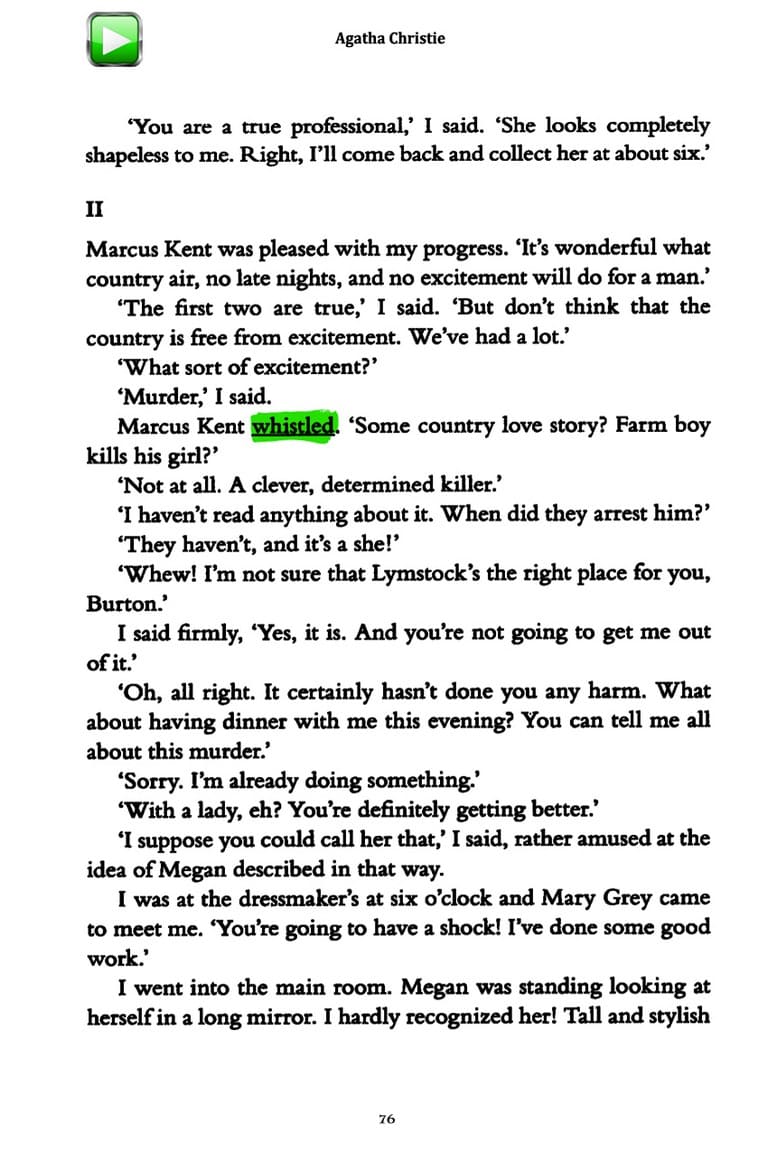 Agatha Christie
‘You are a true professional,’ I said. ‘She looks completely
shapeless to me. Right, I’ll come back and collect her at about six.’
II
Marcus Kent was pleased with my progress. ‘It’s wonderful what
country air, no late nights, and no excitement will do for a man.’
‘The first two are true,’ I said. ‘But don’t think that the
country is free from excitement. We’ve had a lot.’
‘What sort of excitement?’
‘Murder,’ I said.
Marcus Kent whistled. ‘Some country love story? Farm boy
kills his girl?’
‘Not at all. A clever, determined killer.’
‘I haven’t read anything about it. When did they arrest him?’
‘They haven’t, and it’s a she!’
‘Whew! I’m not sure that Lymstock’s the right place for you,
Burton.’
I said firmly, ‘Yes, it is. And you’re not going to get me out
of it.’
‘Oh, all right. It certainly hasn’t done you any harm. What
about having dinner with me this evening? You can tell me all
about this murder.’
‘Sorry. I’m already doing something.’
‘With a lady, eh? You’re definitely getting better.’
‘I suppose you could call her that,’ I said, rather amused at the
idea of Megan described in that way.
I was at the dressmaker’s at six o’clock and Mary Grey came
to meet me. ‘You’re going to have a shock! I’ve done some good
work.’
I went into the main room. Megan was standing looking at
herself in a long mirror. I hardly recognized her! Tall and stylish
76